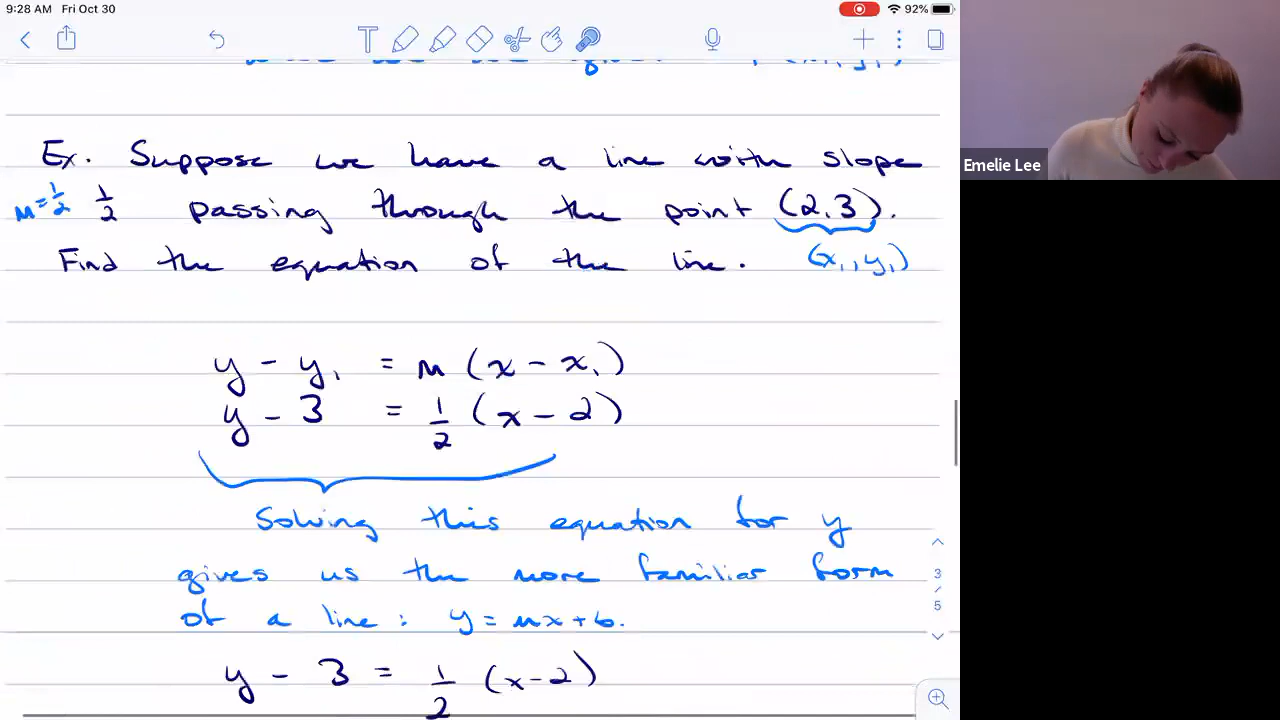 9:28 AM Fri Oct 30
92%
Ex. Suppose we have a line with slope
m=1/2 1/2 passing through the point (2,3).
Find the equation of the line. (x₁, y₁)
Emelie Lee
y - y₁ = m (x - x₁)
y - 3 = 1/2 (x - 2)
Solving this equation for y
gives us the more familiar form
of a line: y = mx + b.
3
/
5
y - 3 = 1/2 (x-2)